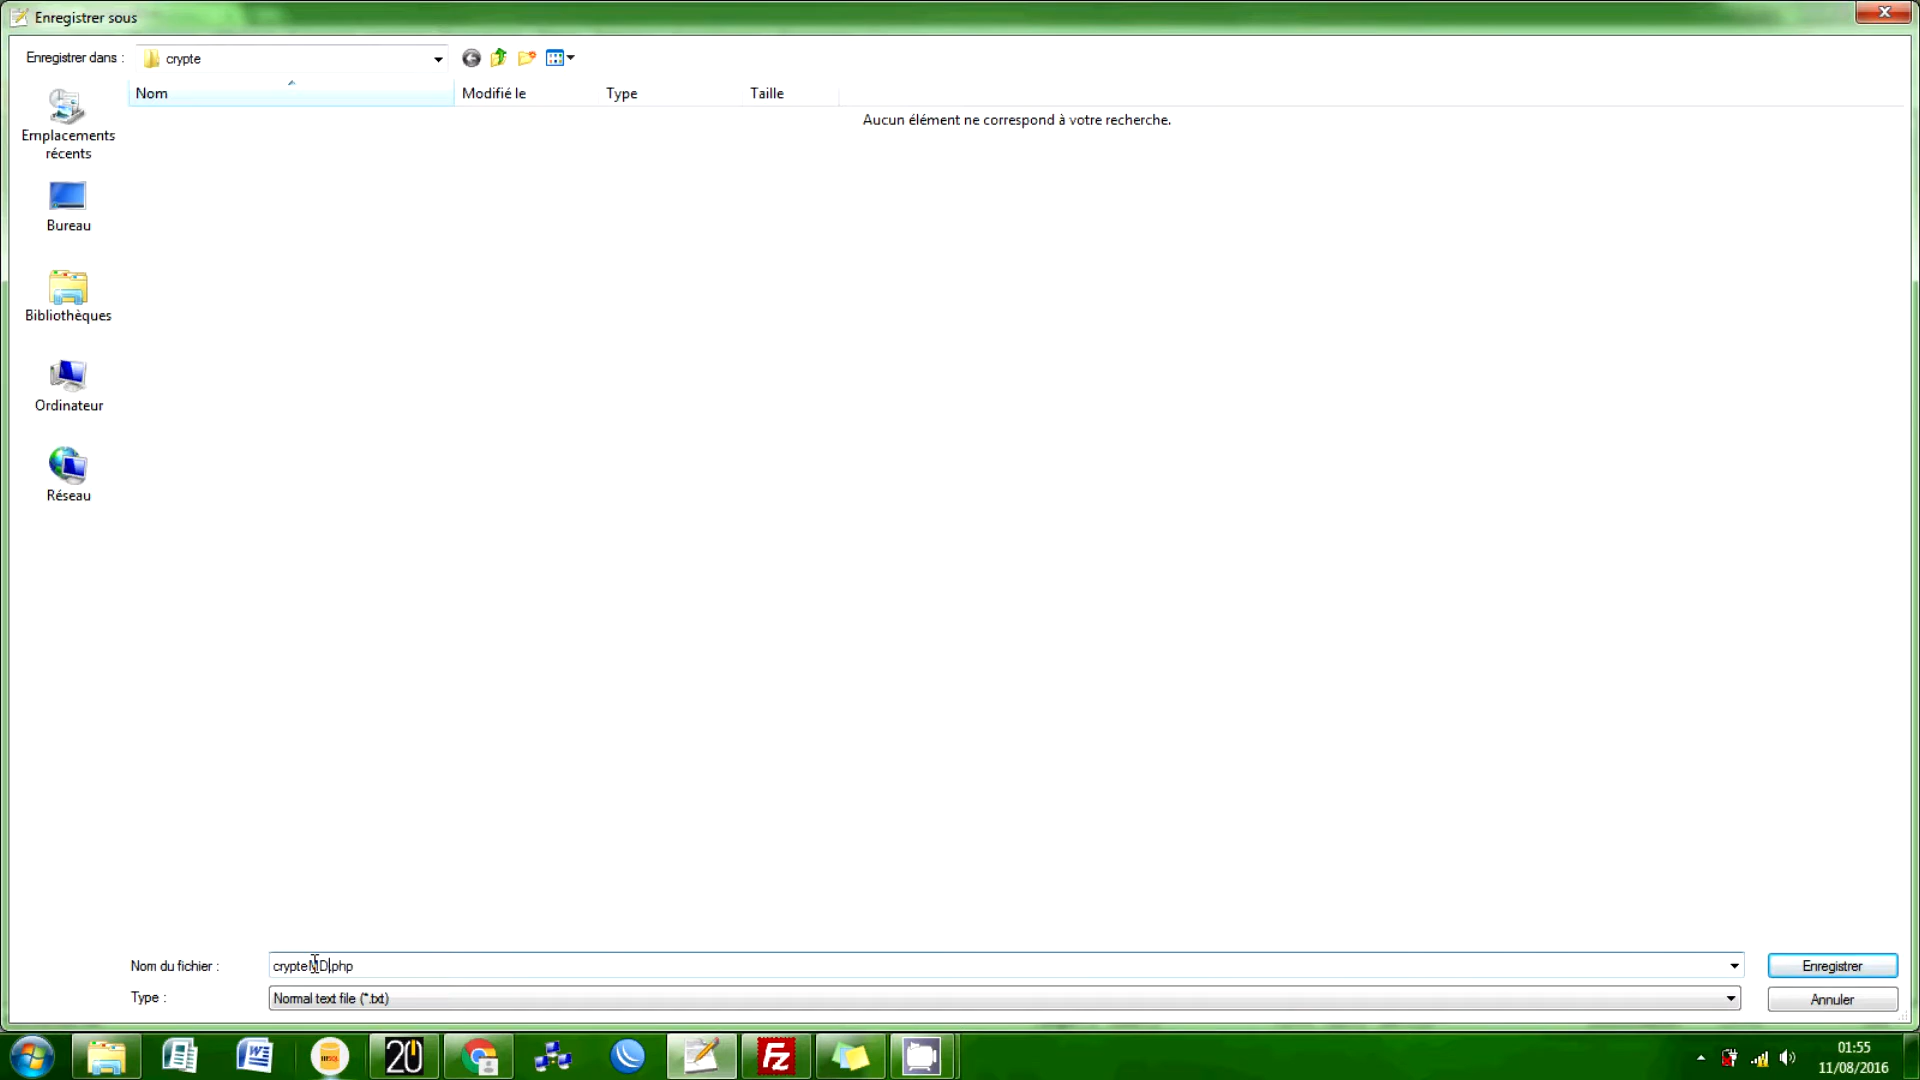 Enregistrer sous
Enregistrer dans :
crypte
Nom
Modifié le
Type
Taille
Aucun élément ne correspond à votre recherche.
Emplacements
récents
Bureau
Bibliothèques
Ordinateur
Réseau
Nom du fichier :
crypteMD.php
Enregistrer
Type :
Normal text file (*.txt)
Annuler
20
Fz
01:55
11/08/2016